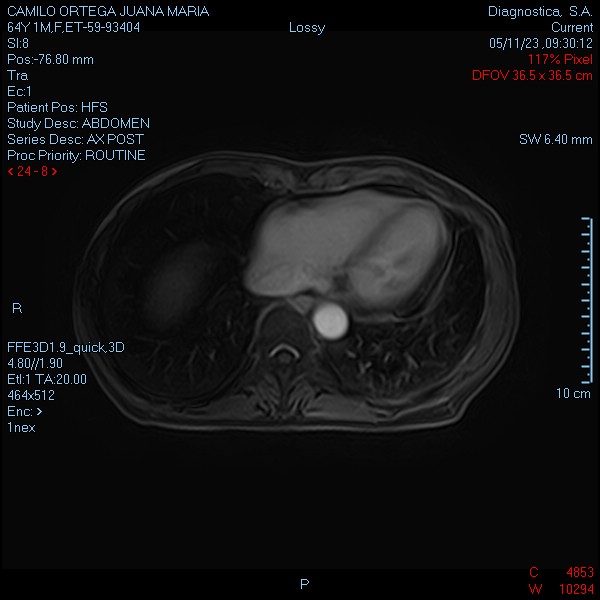 CAMILO ORTEGA JUANA MARIA
64Y 1M,F,ET-59-93404
Sl:8
Pos:-76.80 mm
Tra
Ec:1
Patient Pos: HFS
Study Desc: ABDOMEN
Series Desc: AX POST
Proc Priority: ROUTINE
< 24 - 8 >
Lossy
Diagnostica, S.A.
Current
05/11/23 ,09:30:12
117% Pixel
DFOV 36.5 x 36.5 cm
SW 6.40 mm
R
10 cm
FFE3D1.9_quick,3D
4.80//1.90
Etl:1 TA:20.00
464x512
Enc: >
1nex
P
C 4853
W 10294